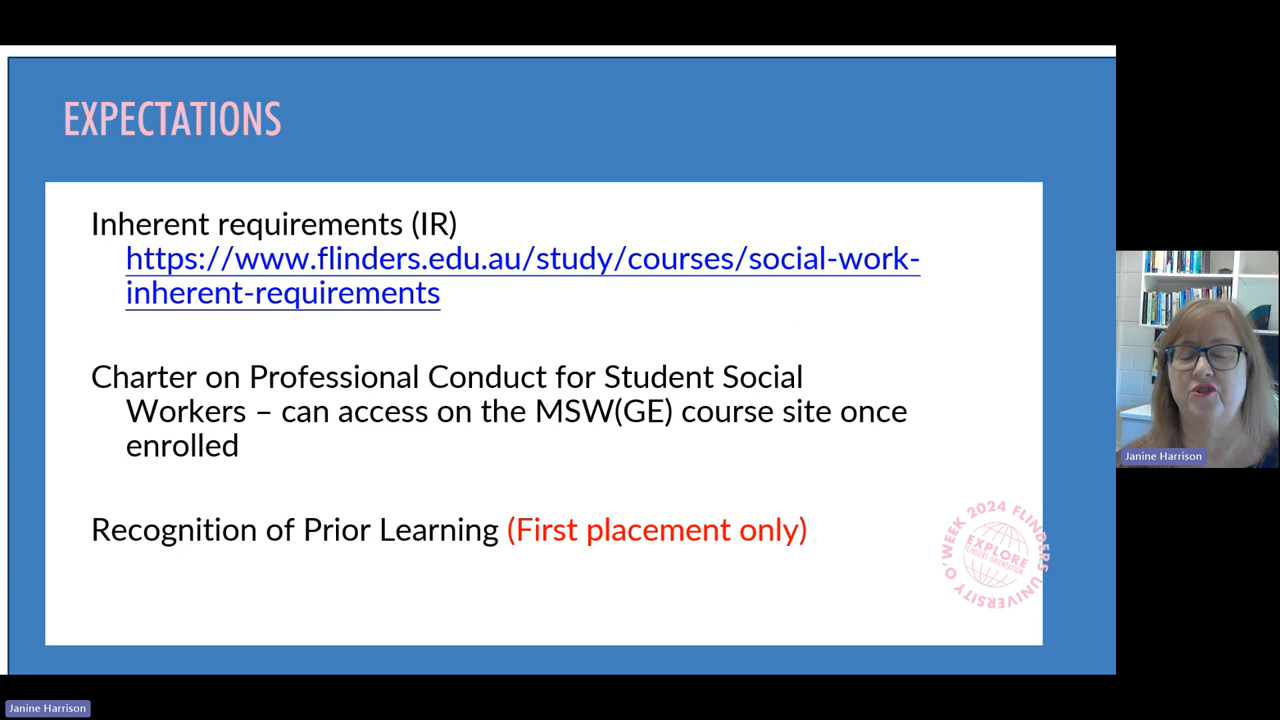 EXPECTATIONS
Inherent requirements (IR)
https://www.flinders.edu.au/study/courses/social-work-
inherent-requirements
Charter on Professional Conduct for Student Social
Workers – can access on the MSW(GE) course site once
enrolled
Recognition of Prior Learning (First placement only)
O'WEEK 2024 FLINDERS UNIVERSITY
EXPLORE
FLINDERS ORIENTATION
Janine Harrison
Janine Harrison